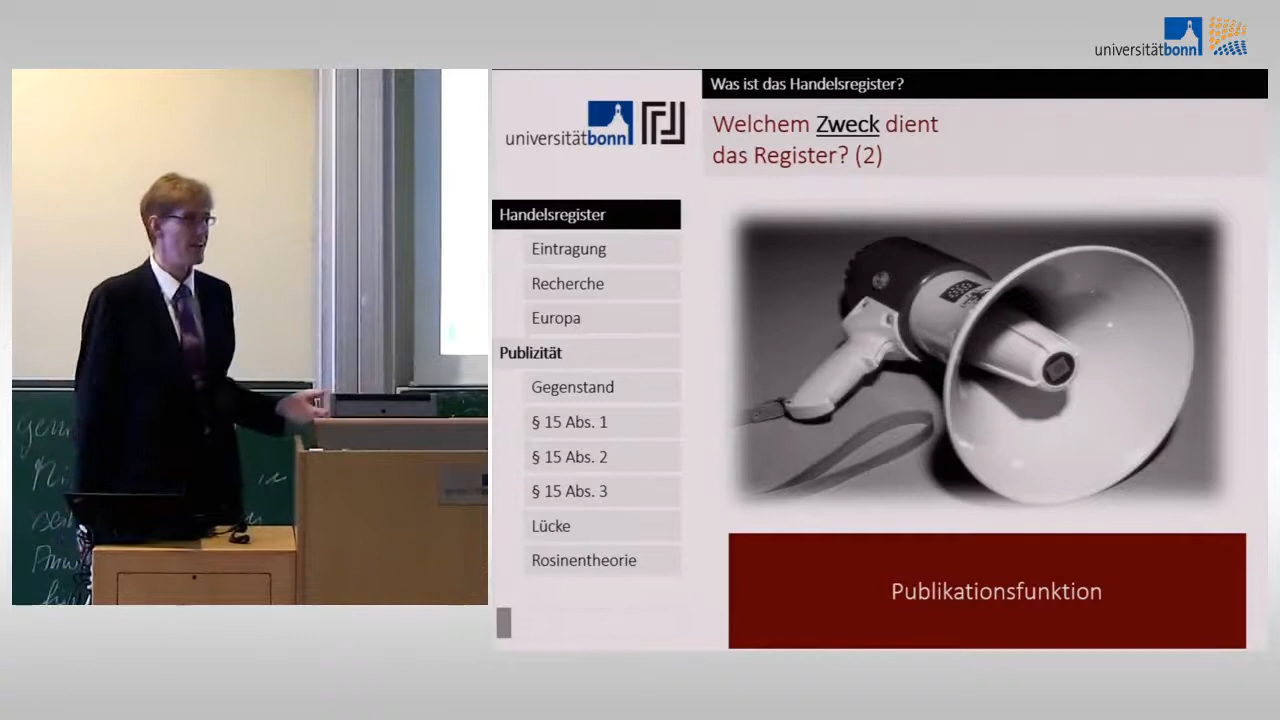 universitätbonn
Was ist das Handelsregister?
universitätbonn
Welchem Zweck dient
das Register? (2)
Handelsregister
Eintragung
Recherche
Europa
Publizität
Gegenstand
§ 15 Abs. 1
§ 15 Abs. 2
§ 15 Abs. 3
Lücke
Rosinentheorie
Publikationsfunktion